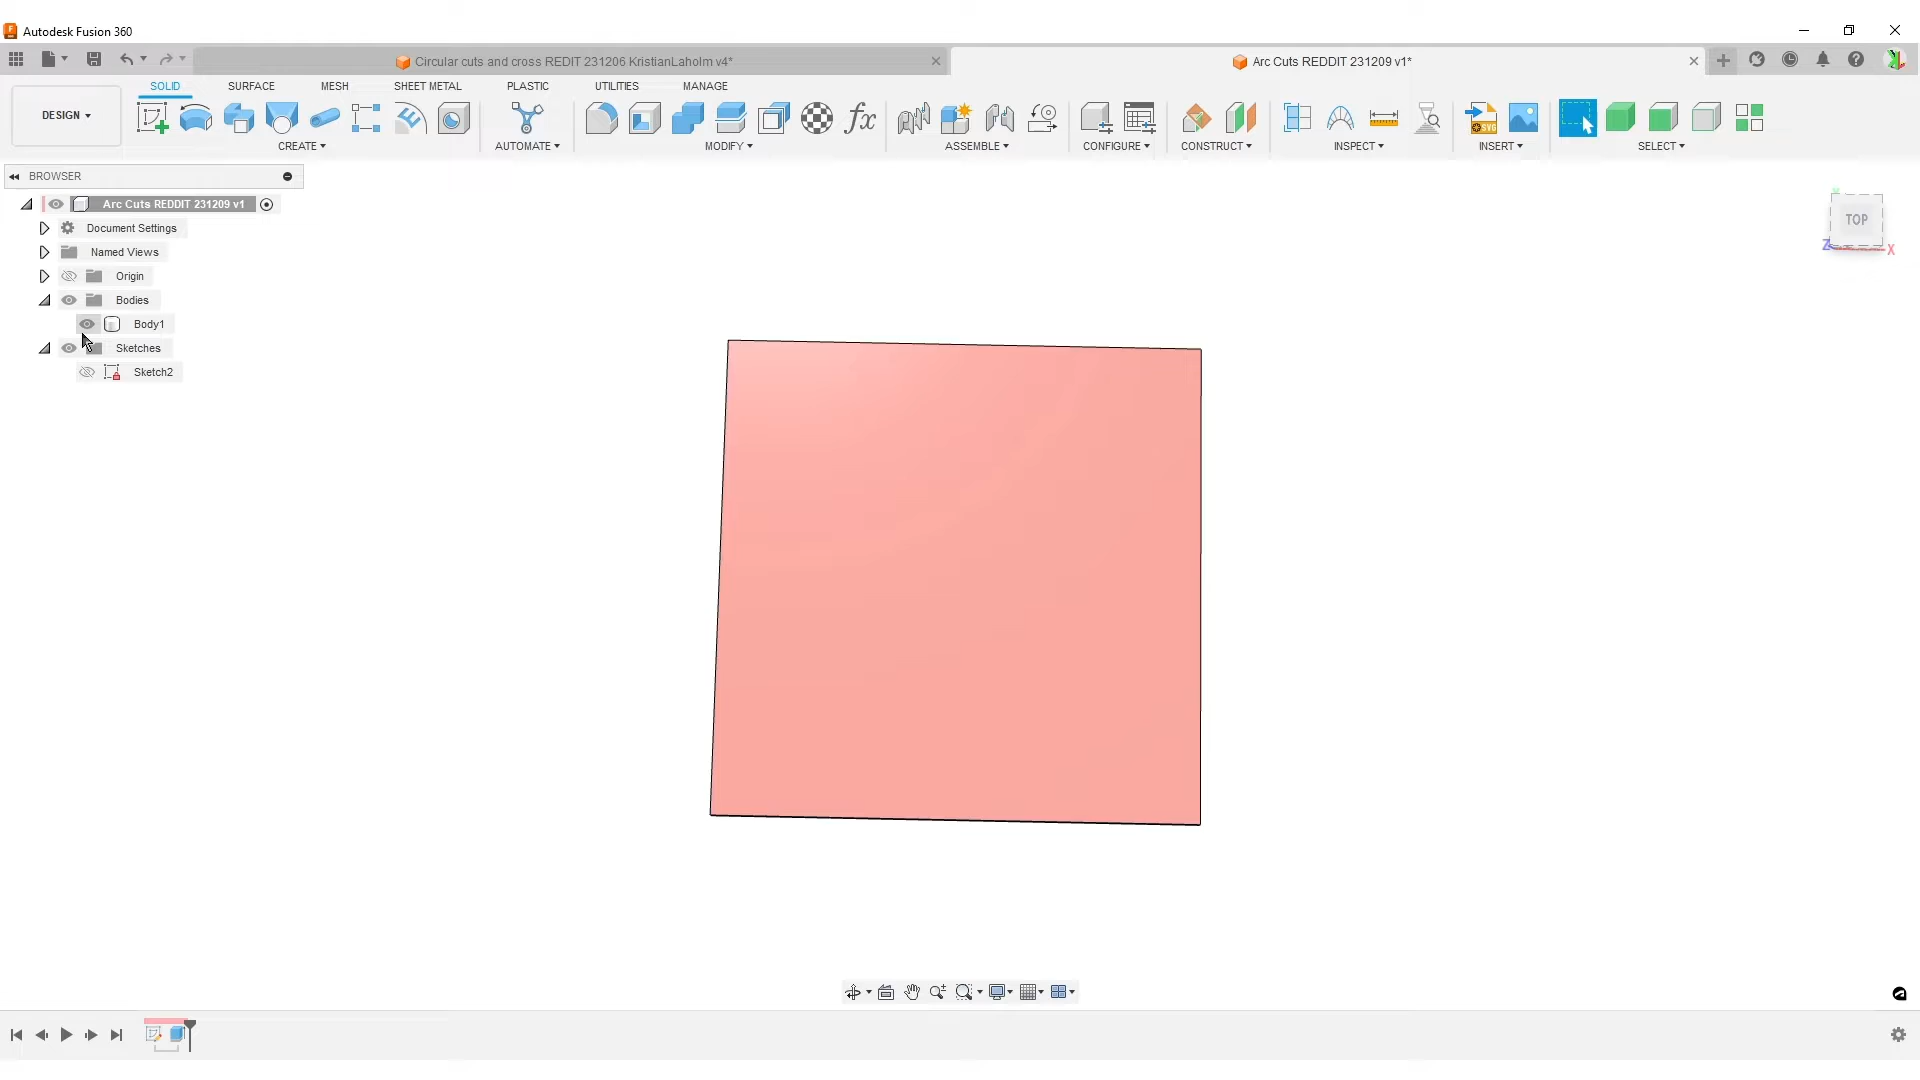 Autodesk Fusion 360
Circular cuts and cross REDIT 231206 KristianLaholm v4*
Arc Cuts REDDIT 231209 v1*
DESIGN
SOLID
SURFACE
MESH
SHEET METAL
PLASTIC
UTILITIES
MANAGE
fx
SVG
CREATE
AUTOMATE
MODIFY
ASSEMBLE
CONFIGURE
CONSTRUCT
INSPECT
INSERT
SELECT
BROWSER
Arc Cuts REDDIT 231209 v1
Document Settings
Named Views
Origin
Bodies
Body1
Sketches
Sketch2
TOP
Z
X